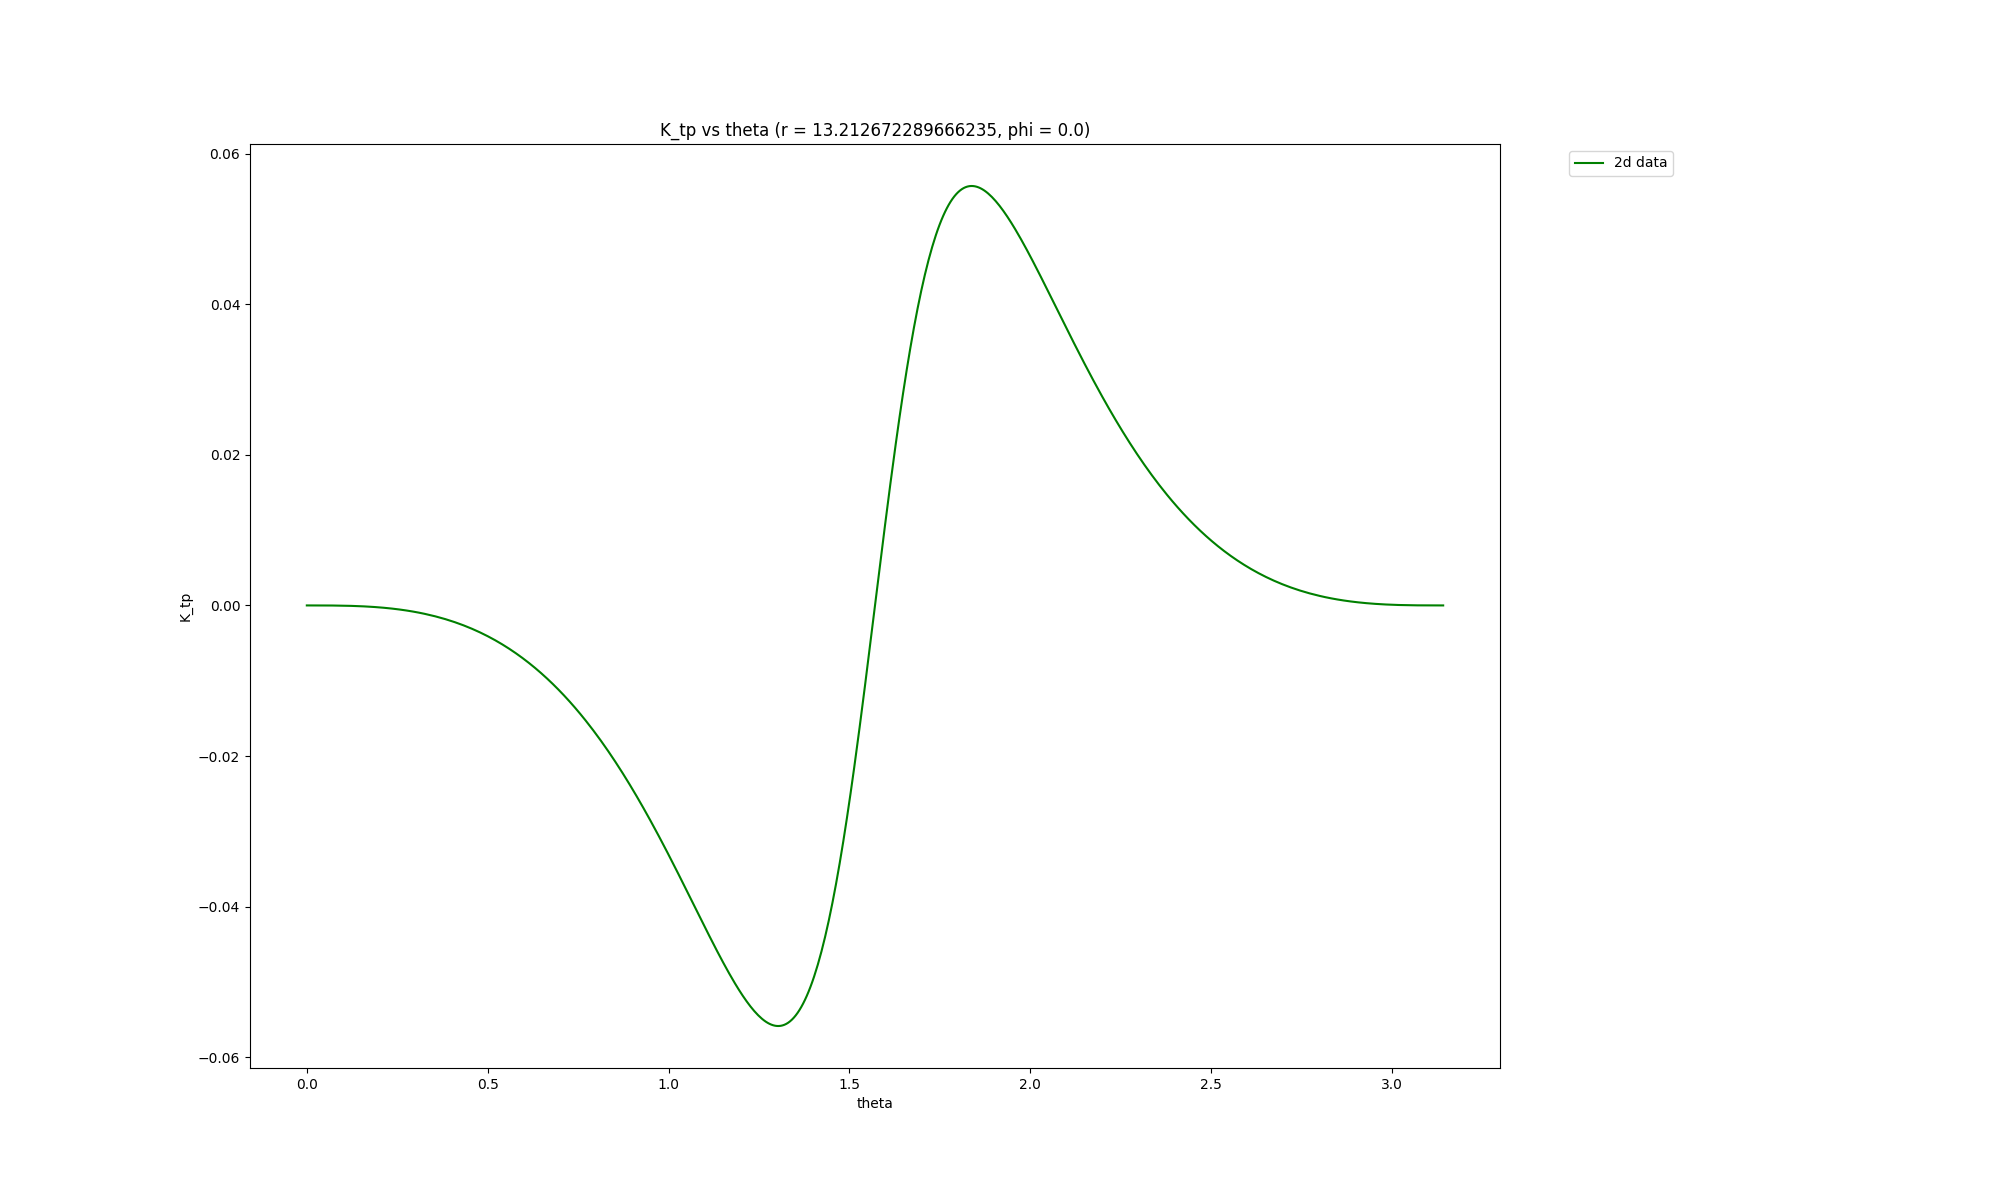 K_tp vs theta (r = 13.212672289666235, phi = 0.0)
2d data
0.06
0.04
0.02
0.00
−0.02
−0.04
−0.06
K_tp
0.0 0.5 1.0 1.5 2.0 2.5 3.0
theta